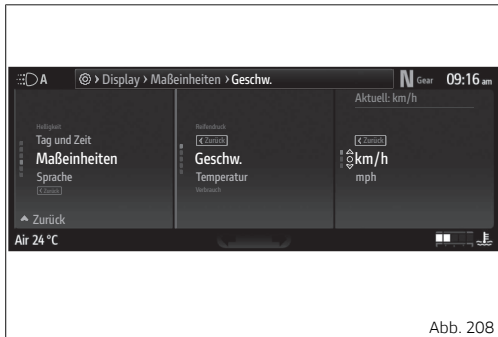 A
Display › Maßeinheiten › Geschw.
N Gear
09:16 am
Helligkeit
Tag und Zeit
Maßeinheiten
Sprache
Zurück
Zurück
Reifendruck
Zurück
Geschw.
Temperatur
Verbrauch
Aktuell: km/h
Zurück
km/h
mph
Air 24 °C
Abb. 208